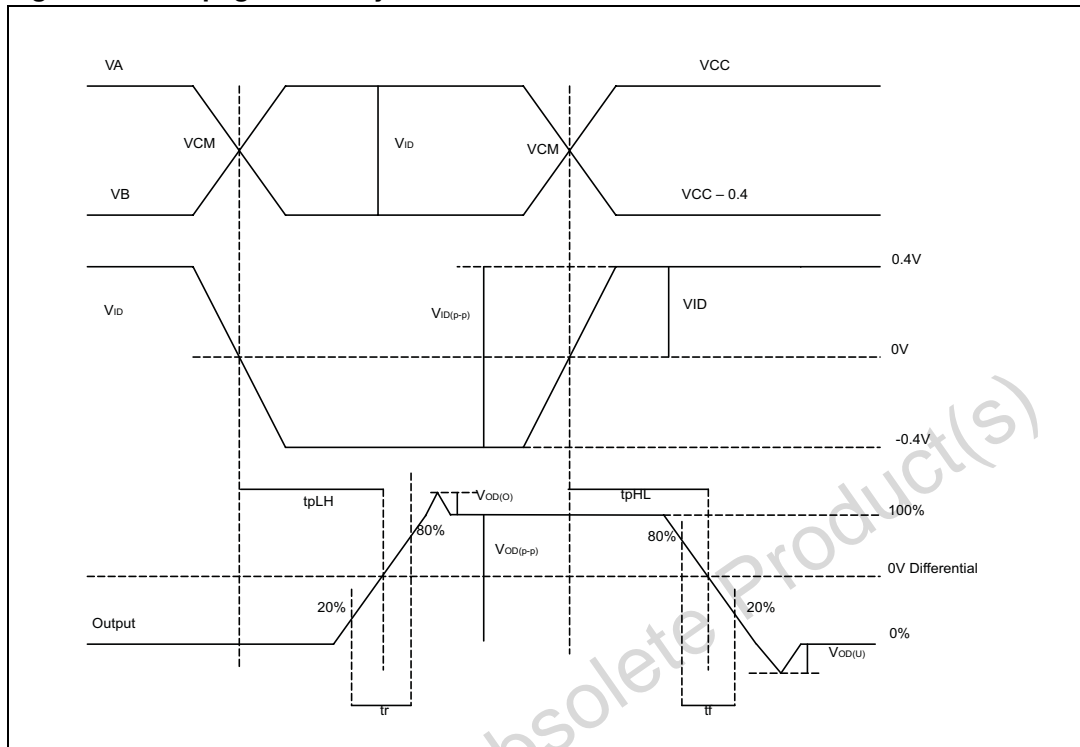 VA
VCC
VCM
VID
VCM
VB
VCC – 0.4
0.4V
VID
VID(p-p)
VID
0V
-0.4V
tpLH
VOD(O)
tpHL
100%
80%
80%
VOD(p-p)
0V Differential
20%
20%
Output
0%
VOD(U)
tr
tf
bsolete Product(s)